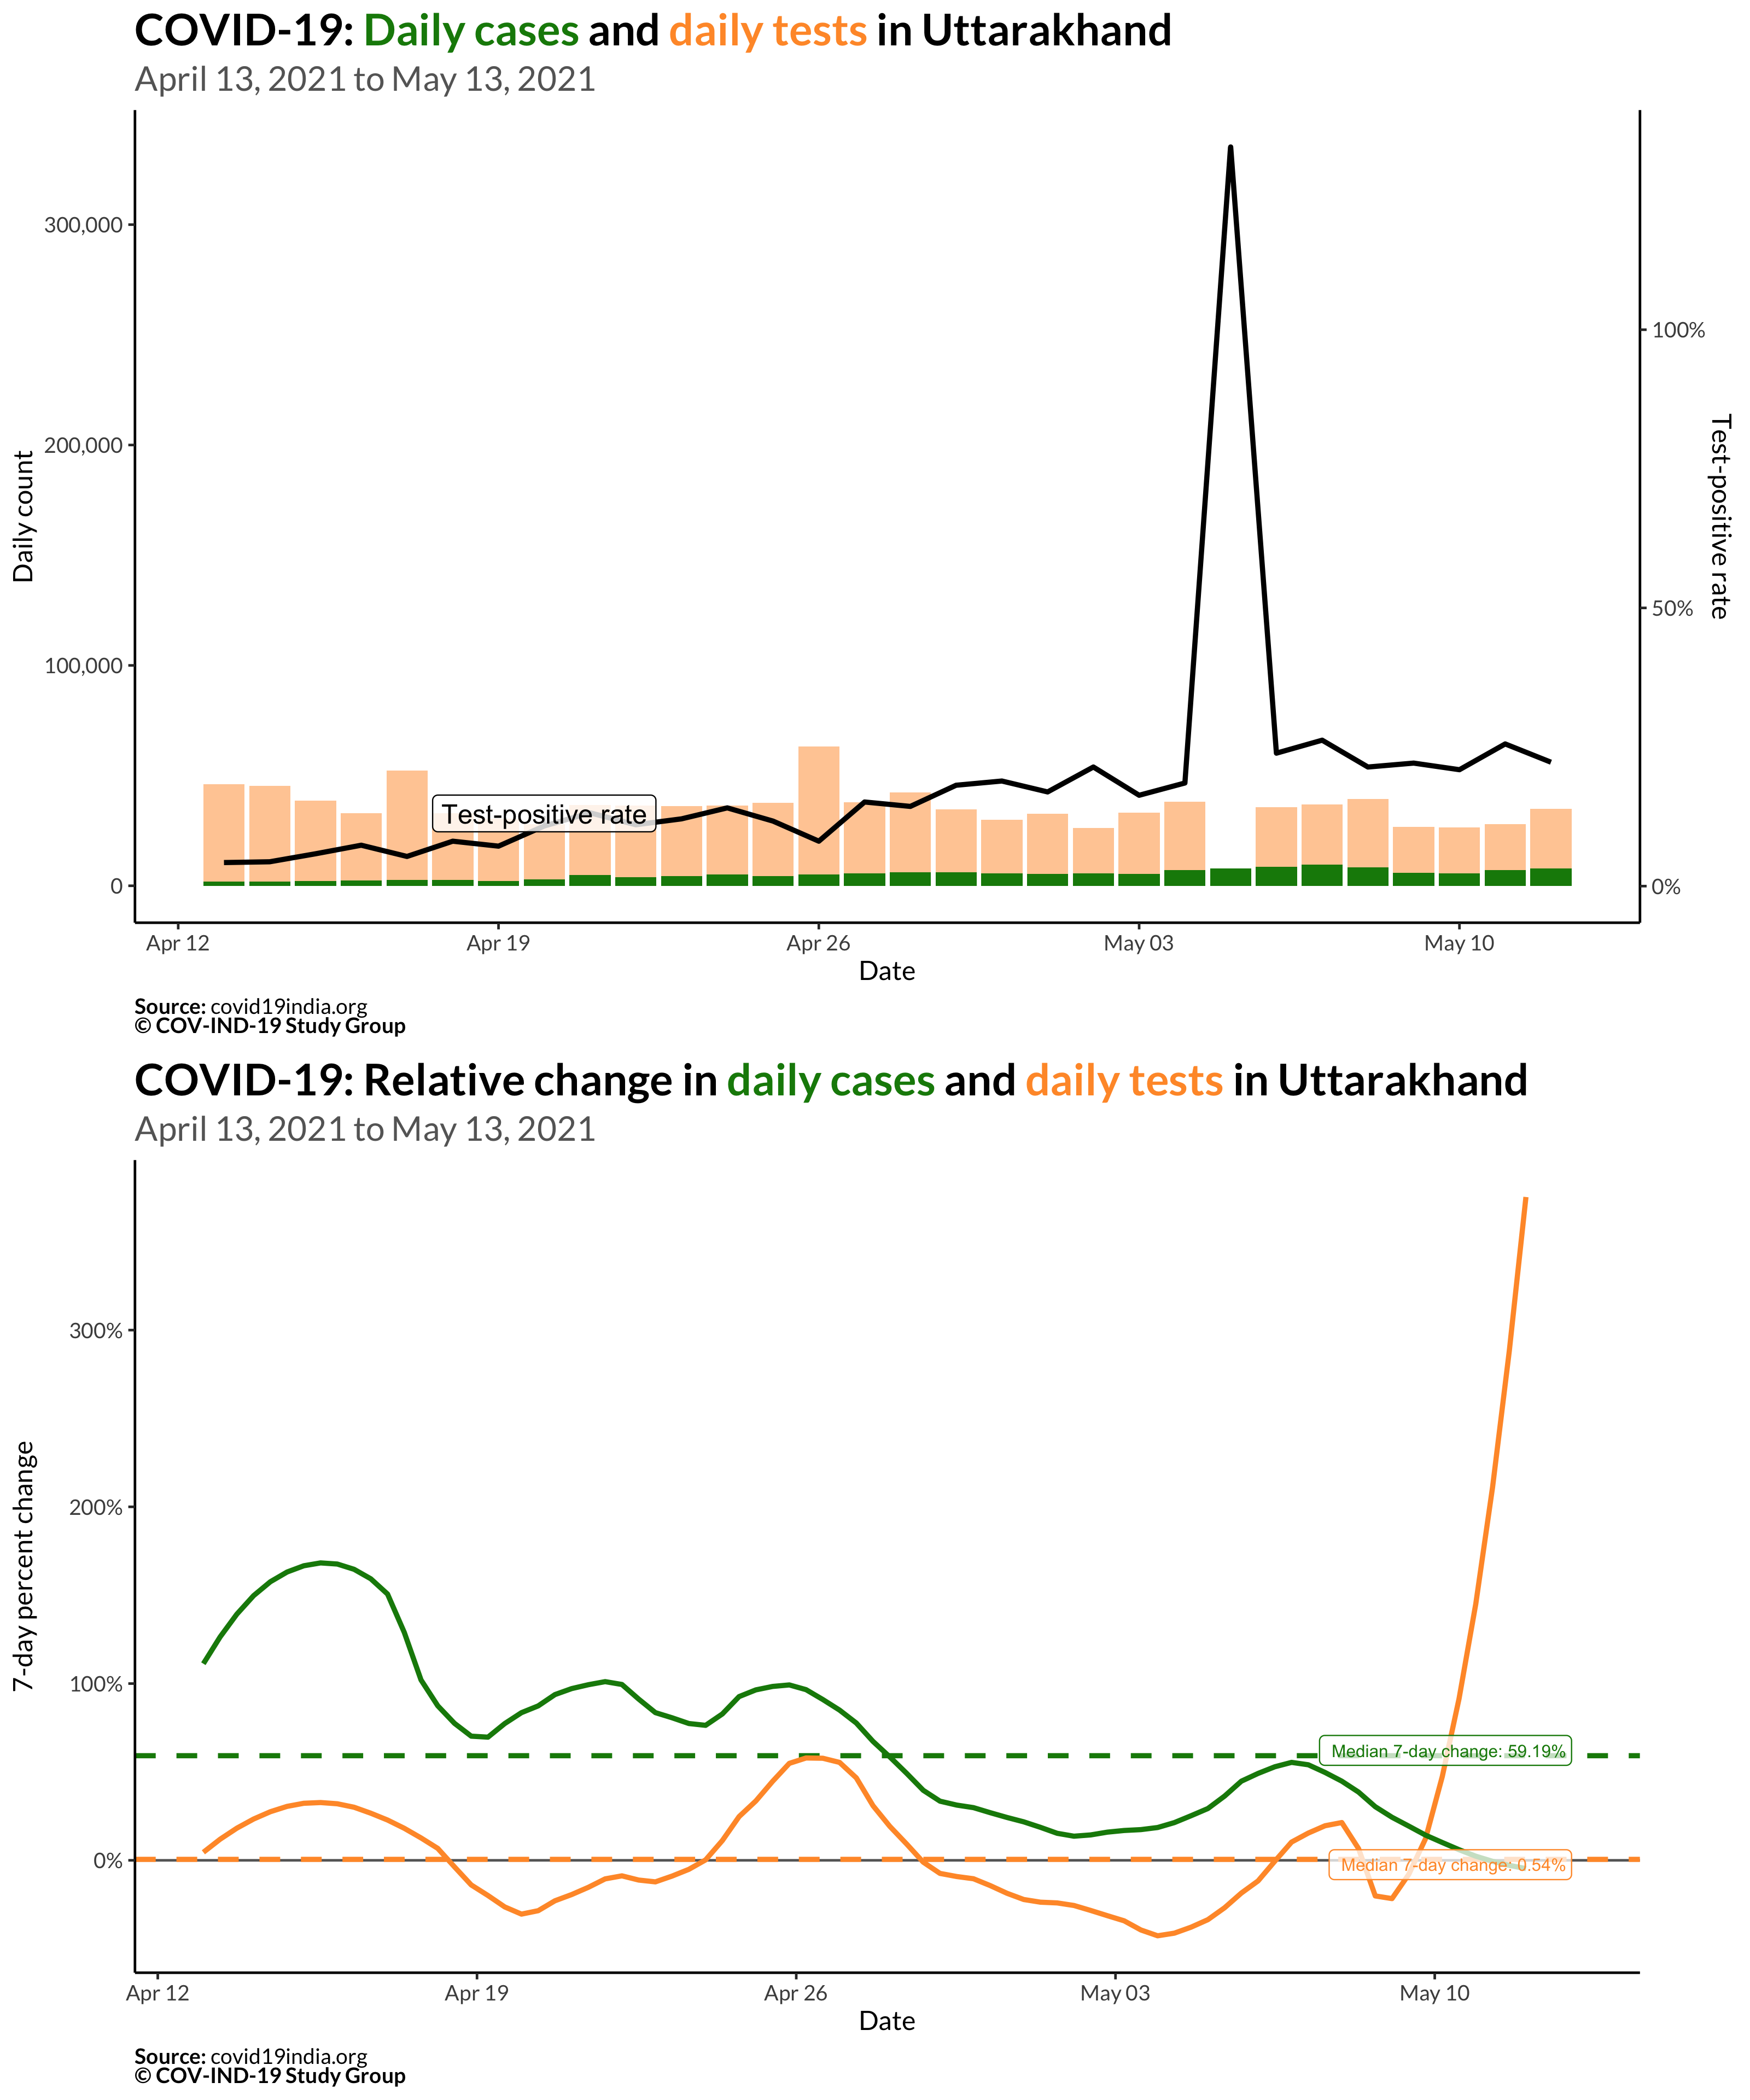 COVID-19: Daily cases and daily tests in Uttarakhand
April 13, 2021 to May 13, 2021
300,000
200,000
100,000
0
Daily count
100%
50%
0%
Test-positive rate
Test-positive rate
Apr 12 Apr 19 Apr 26 May 03 May 10
Date
Source: covid19india.org
© COV-IND-19 Study Group
COVID-19: Relative change in daily cases and daily tests in Uttarakhand
April 13, 2021 to May 13, 2021
300%
200%
100%
0%
7-day percent change
Median 7-day change: 59.19%
Median 7-day change: 0.54%
Apr 12 Apr 19 Apr 26 May 03 May 10
Date
Source: covid19india.org
© COV-IND-19 Study Group